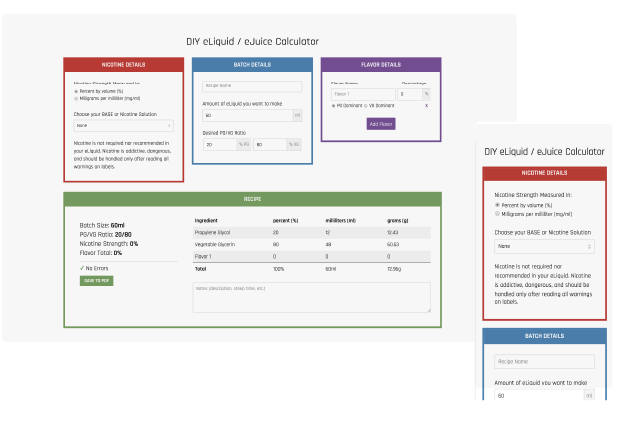 DIY eLiquid / eJuice Calculator
NICOTINE DETAILS
Nicotine Strength Measured in:
Percent by volume (%)
Milligrams per milliliter (mg/ml)
Choose your BASE or Nicotine Solution
None
Nicotine is not required nor recommended in
your eLiquid. Nicotine is addictive, dangerous,
and should be handled only after reading all
warnings on labels.
BATCH DETAILS
Recipe Name
Amount of eLiquid you want to make
60 ml
Desired PG/VG Ratio
20 % PG 80 % VG
FLAVOR DETAILS
Flavor Name Percentage
Flavor 1 0 %
PG Dominant VG Dominant X
Add Flavor
RECIPE
Batch Size: 60ml
PG/VG Ratio: 20/80
Nicotine Strength: 0%
Flavor Total: 0%
✓ No Errors
SAVE TO PDF
Ingredient percent (%) milliliters (ml) grams (g)
Propylene Glycol 20 12 12.43
Vegetable Glycerin 80 48 60.53
Flavor 1 0 0 0
Total 100% 60ml 72.96g
Notes: (description, steep time, etc.)
DIY eLiquid / eJuice Calculator
NICOTINE DETAILS
Nicotine Strength Measured in:
Percent by volume (%)
Milligrams per milliliter (mg/ml)
Choose your BASE or Nicotine Solution
None
Nicotine is not required nor
recommended in your eLiquid. Nicotine
is addictive, dangerous, and should be
handled only after reading all warnings
on labels.
BATCH DETAILS
Recipe Name
Amount of eLiquid you want to make
60 ml